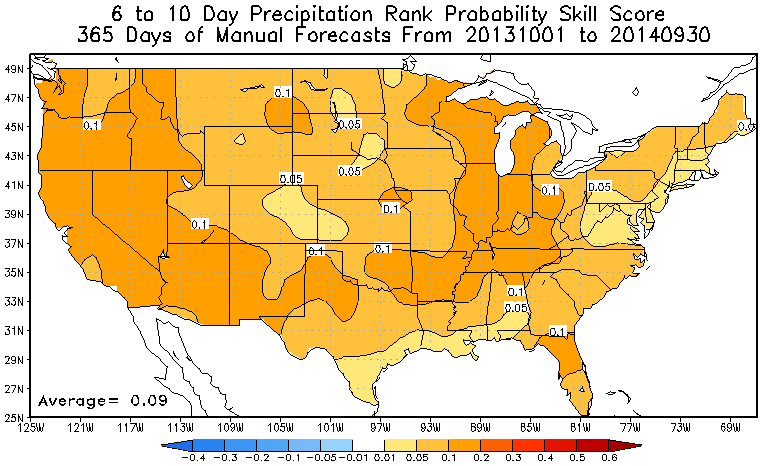 6 to 10 Day Precipitation Rank Probability Skill Score
365 Days of Manual Forecasts From 20131001 to 20140930
49N
47N
45N
43N
41N
39N
37N
35N
33N
31N
29N
27N
25N
0.1
0.1
0.05
0.05
0.05
0.1
0.1
0.1
0.1
0.1
0.05
0.1
0.05
0.1
Average= 0.09
125W 121W 117W 113W 109W 105W 101W 97W 93W 89W 85W 81W 77W 73W 69W
-0.4 -0.3 -0.2 -0.1 -0.05 -0.01 0.01 0.05 0.1 0.2 0.3 0.4 0.5 0.6